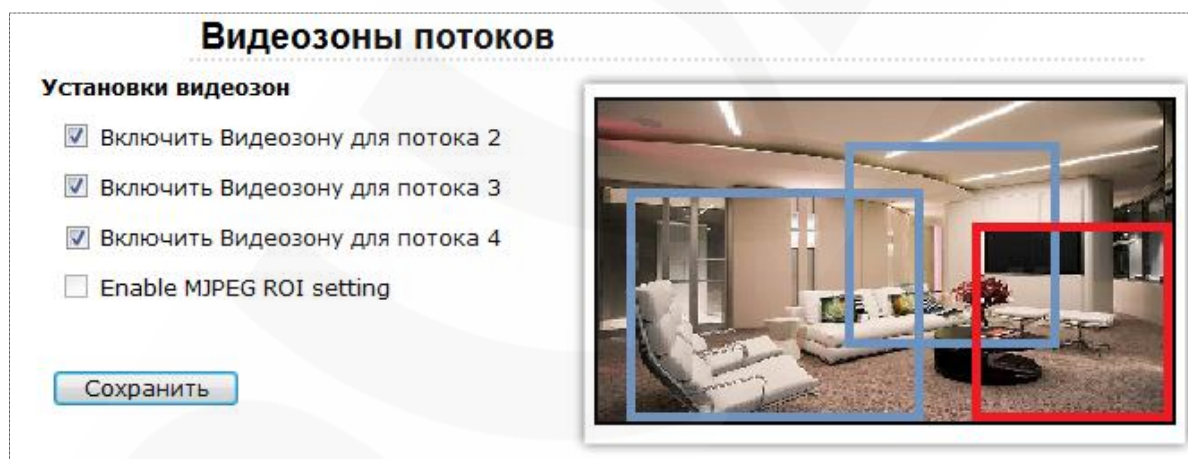 Видеозоны потоков
Установки видеозон
Включить Видеозону для потока 2
Включить Видеозону для потока 3
Включить Видеозону для потока 4
Enable MJPEG ROI setting
Сохранить